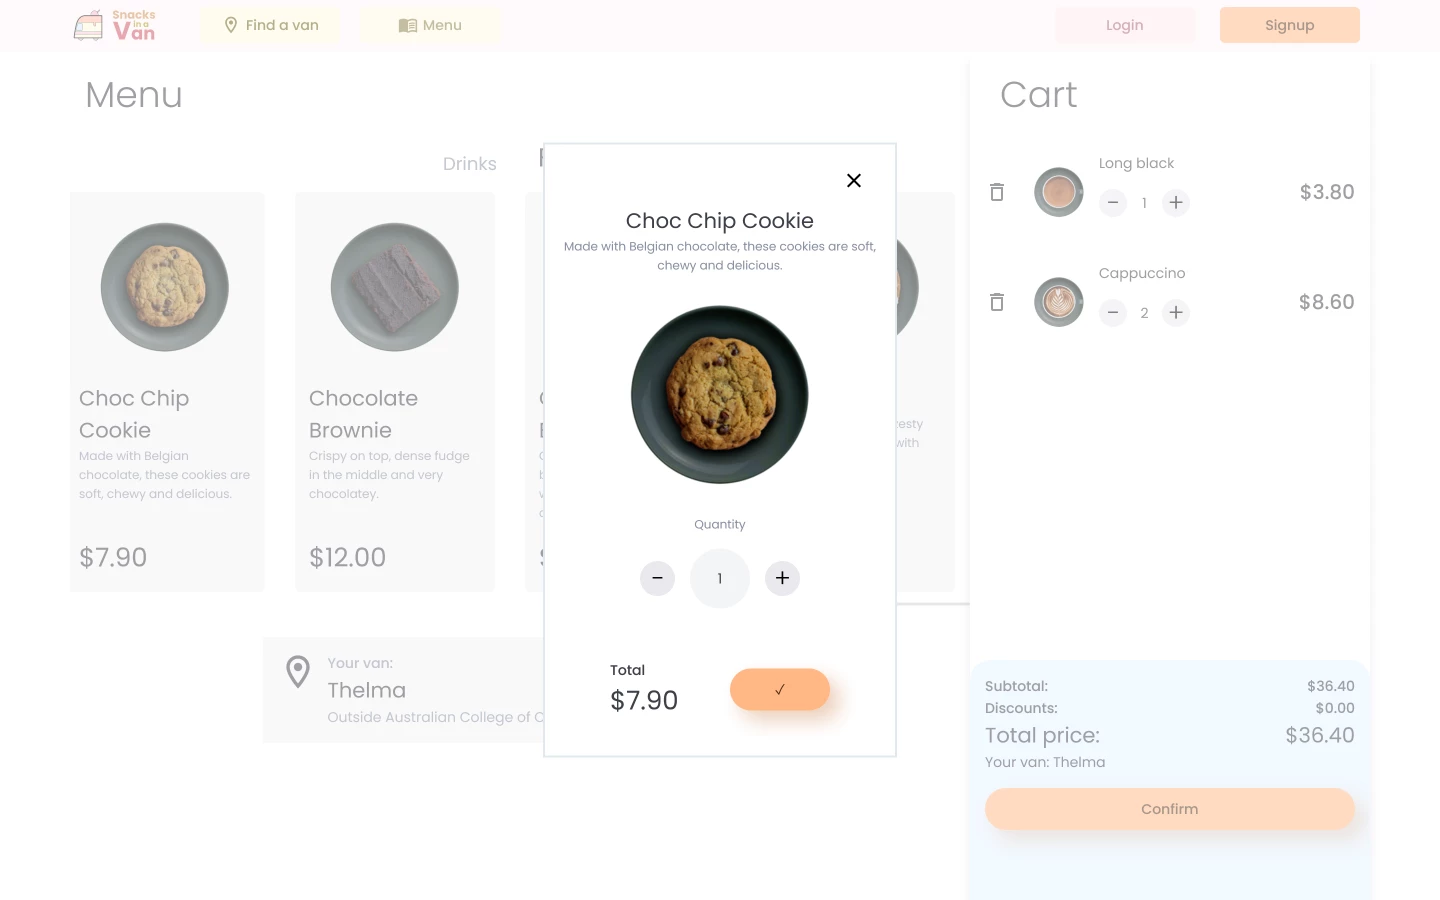 Snacks
in a
Van
Find a van
Menu
Login
Signup
Menu
Cart
Drinks
Choc Chip
Cookie
Made with Belgian
chocolate, these cookies are
soft, chewy and delicious.
$7.90
Chocolate
Brownie
Crispy on top, dense fudge
in the middle and very
chocolatey.
$12.00
with
Choc Chip Cookie
Made with Belgian chocolate, these cookies are soft,
chewy and delicious.
Quantity
− 1 +
Total
$7.90
✓
Long black
− 1 +
$3.80
Cappuccino
− 2 +
$8.60
Your van:
Thelma
Outside Australian College of
Subtotal: $36.40
Discounts: $0.00
Total price: $36.40
Your van: Thelma
Confirm